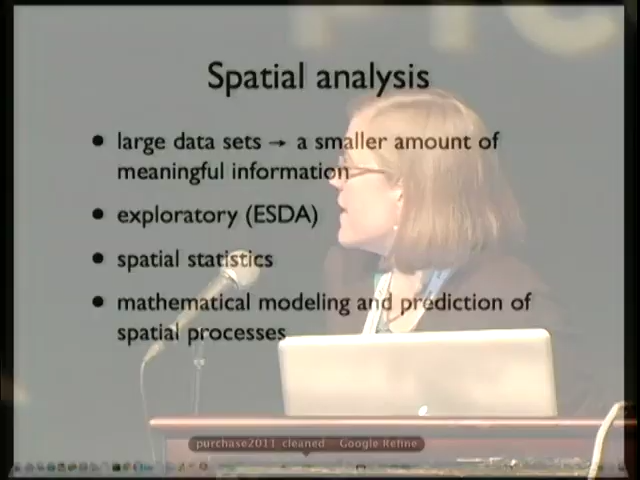 Spatial analysis
• large data sets → a smaller amount of
meaningful information
• exploratory (ESDA)
• spatial statistics
• mathematical modeling and prediction of
spatial processes
purchase2011_cleaned Google Refine